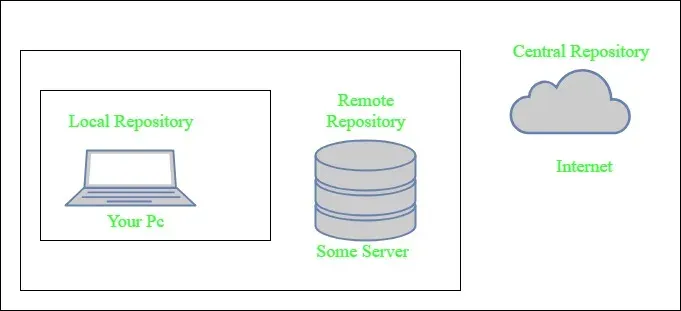 Central Repository
Remote
Repository
Local Repository
Internet
Your Pc
Some Server